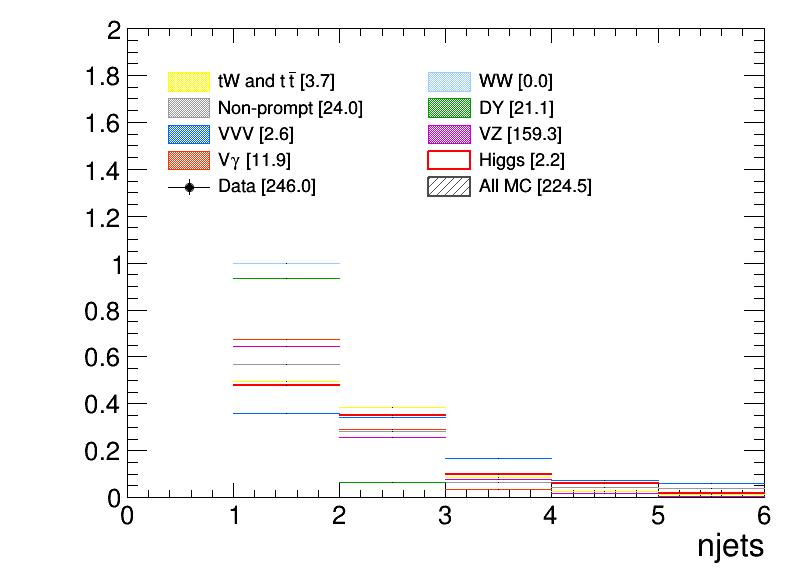 2
1.8
1.6
1.4
1.2
1
0.8
0.6
0.4
0.2
0
tW and t t̄ [3.7]
WW [0.0]
Non-prompt [24.0]
DY [21.1]
VVV [2.6]
VZ [159.3]
Vγ [11.9]
Higgs [2.2]
Data [246.0]
All MC [224.5]
0 1 2 3 4 5 6
njets